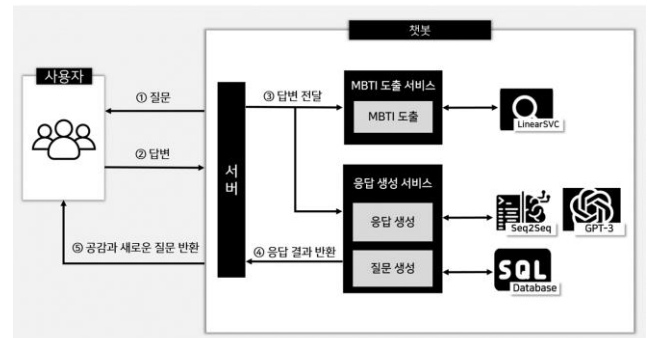 챗봇
사용자
① 질문
② 답변
⑤ 공감과 새로운 질문 반환
서버
③ 답변 전달
④ 응답 결과 반환
MBTI 도출 서비스
MBTI 도출
LinearSVC
응답 생성 서비스
응답 생성
질문 생성
Seq2Seq
GPT-3
SQL
Database